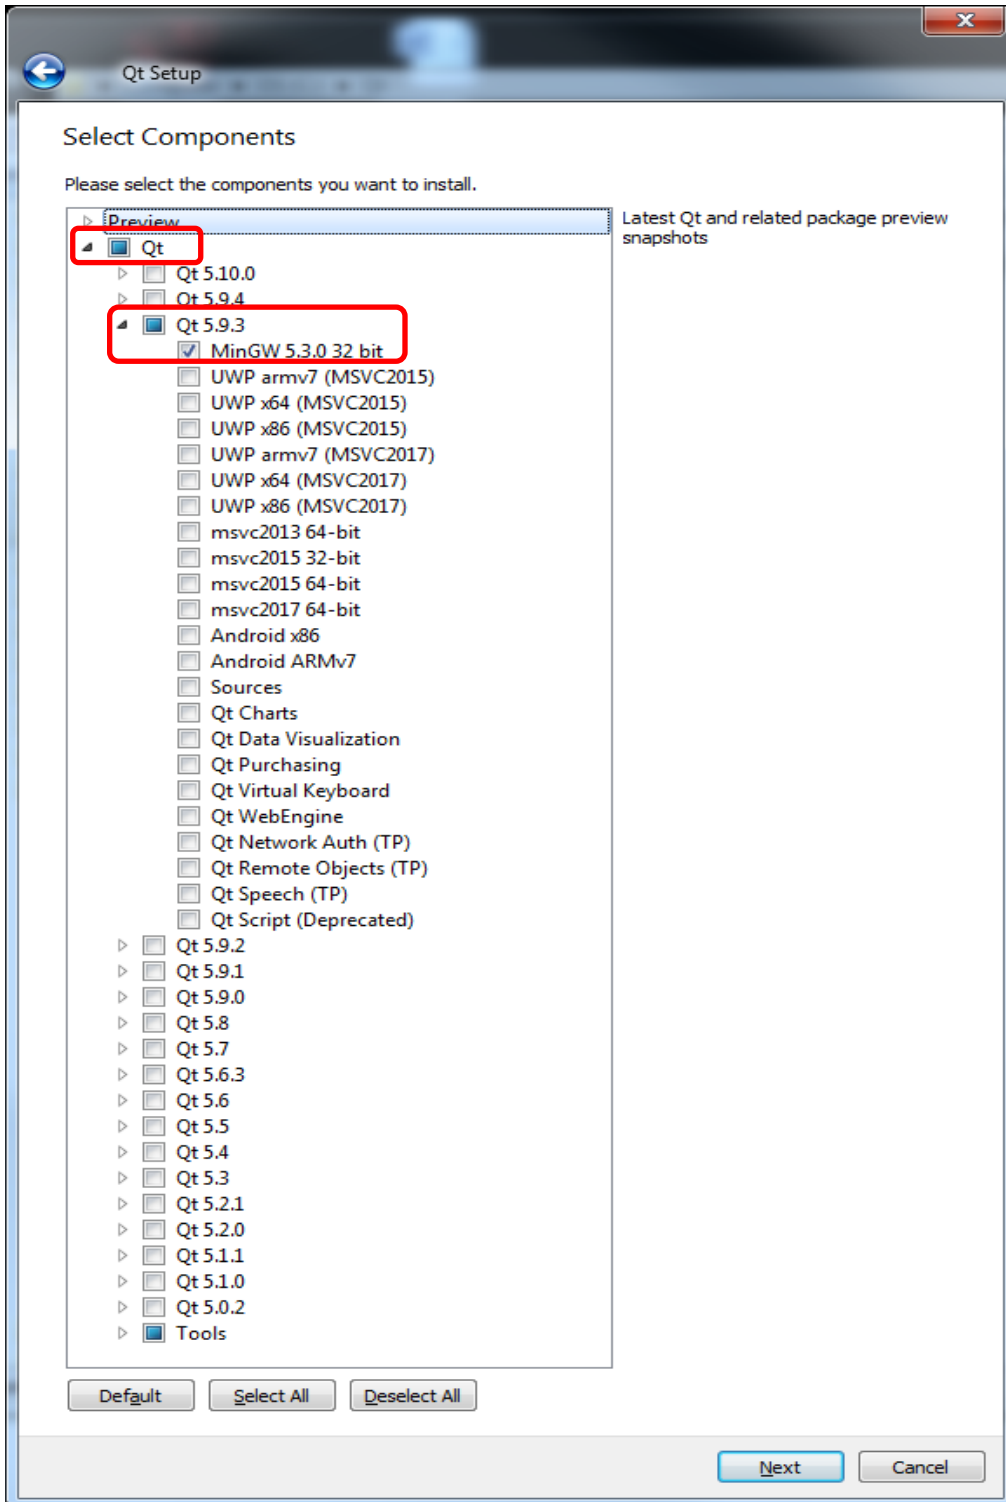 Qt Setup
Select Components
Please select the components you want to install.
Preview
Qt
Qt 5.10.0
Qt 5.9.4
Qt 5.9.3
MinGW 5.3.0 32 bit
UWP armv7 (MSVC2015)
UWP x64 (MSVC2015)
UWP x86 (MSVC2015)
UWP armv7 (MSVC2017)
UWP x64 (MSVC2017)
UWP x86 (MSVC2017)
msvc2013 64-bit
msvc2015 32-bit
msvc2015 64-bit
msvc2017 64-bit
Android x86
Android ARMv7
Sources
Qt Charts
Qt Data Visualization
Qt Purchasing
Qt Virtual Keyboard
Qt WebEngine
Qt Network Auth (TP)
Qt Remote Objects (TP)
Qt Speech (TP)
Qt Script (Deprecated)
Qt 5.9.2
Qt 5.9.1
Qt 5.9.0
Qt 5.8
Qt 5.7
Qt 5.6.3
Qt 5.6
Qt 5.5
Qt 5.4
Qt 5.3
Qt 5.2.1
Qt 5.2.0
Qt 5.1.1
Qt 5.1.0
Qt 5.0.2
Tools
Latest Qt and related package preview
snapshots
Default
Select All
Deselect All
Next
Cancel